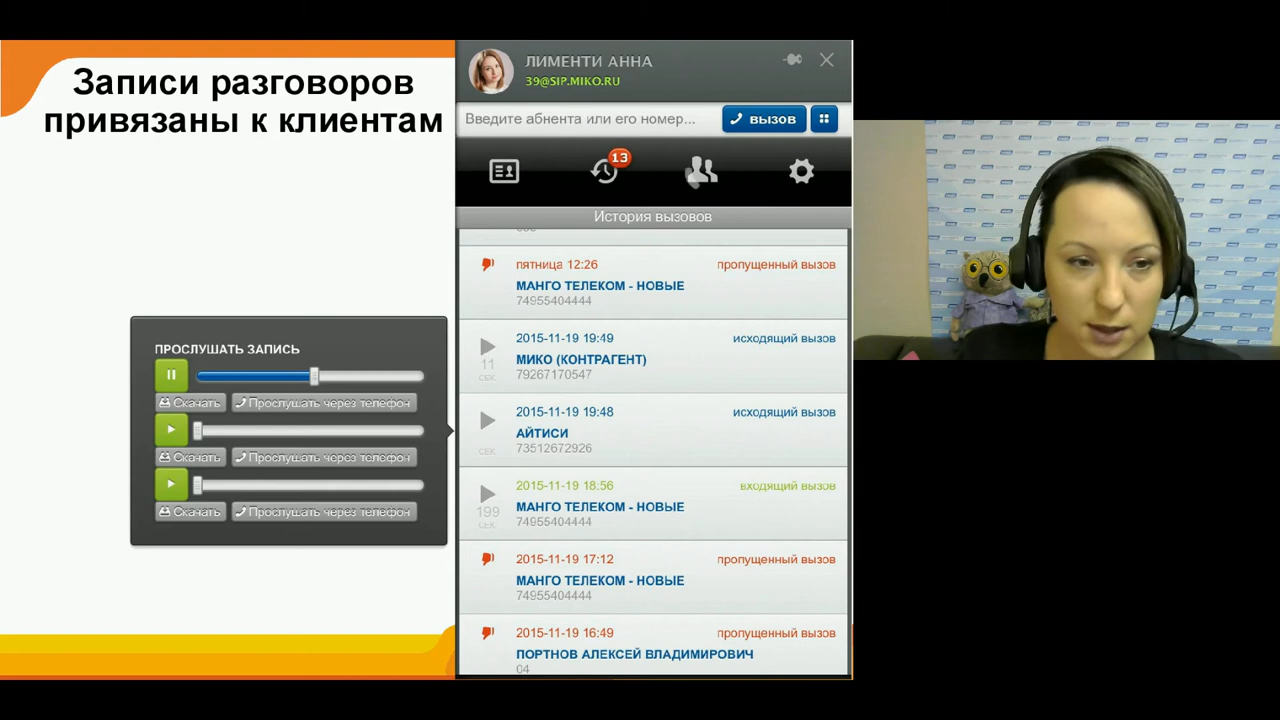 Записи разговоров
привязаны к клиентам
ЛИМЕНТИ АННА
39@SIP.MIKO.RU
Введите абнента или его номер...
вызов
13
История вызовов
пятница 12:26
пропущенный вызов
МАНГО ТЕЛЕКОМ - НОВЫЕ
74955404444
2015-11-19 19:49
исходящий вызов
11
СЕК.
МИКО (КОНТРАГЕНТ)
79267170547
2015-11-19 19:48
исходящий вызов
СЕК.
АЙТИСИ
73512672926
2015-11-19 18:56
входящий вызов
199
СЕК.
МАНГО ТЕЛЕКОМ - НОВЫЕ
74955404444
2015-11-19 17:12
пропущенный вызов
МАНГО ТЕЛЕКОМ - НОВЫЕ
74955404444
2015-11-19 16:49
пропущенный вызов
ПОРТНОВ АЛЕКСЕЙ ВЛАДИМИРОВИЧ
04
ПРОСЛУШАТЬ ЗАПИСЬ
Скачать
Прослушать через телефон
Скачать
Прослушать через телефон
Скачать
Прослушать через телефон